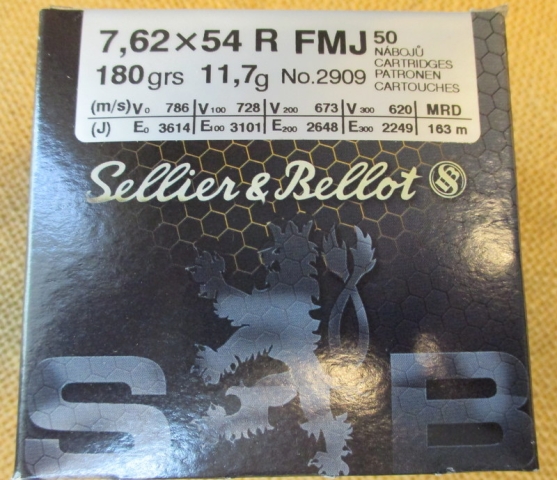 7,62×54 R FMJ 50
NÁBOJŮ
CARTRIDGES
PATRONEN
CARTOUCHES
180 grs 11,7g No.2909
(m/s) V0 786 V100 728 V200 673 V300 620 MRD
(J) E0 3614 E100 3101 E200 2648 E300 2249 163 m
Sellier & Bellot SB
S B